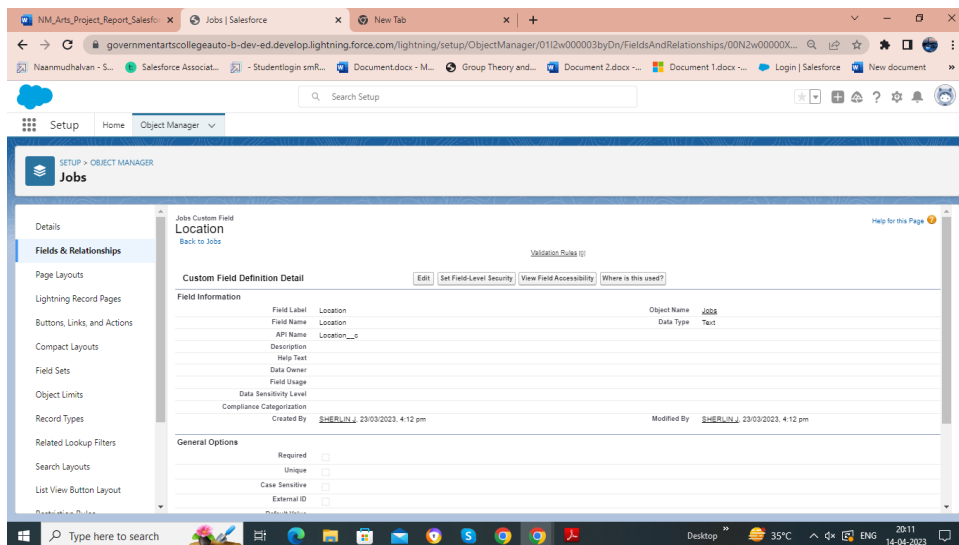 NM_Arts_Project_Report_Salesfo
Jobs | Salesforce
New Tab
governmentartscollegeauto-b-dev-ed.develop.lightning.force.com/lightning/setup/ObjectManager/01I2w000003byDn/FieldsAndRelationships/00N2w00000X...
Naanmudhalvan - S...
Salesforce Associat...
- Studentlogin smR...
Document.docx - M...
Group Theory and...
Document 2.docx -...
Document 1.docx -...
Login | Salesforce
New document
»
Search Setup
Setup
Home
Object Manager
SETUP > OBJECT MANAGER
Jobs
Details
Fields & Relationships
Page Layouts
Lightning Record Pages
Buttons, Links, and Actions
Compact Layouts
Field Sets
Object Limits
Record Types
Related Lookup Filters
Search Layouts
List View Button Layout
Restriction Rules
Jobs Custom Field
Location
Back to Jobs
Help for this Page
Validation Rules [0]
Custom Field Definition Detail
Edit
Set Field-Level Security
View Field Accessibility
Where is this used?
Field Information
Field Label Location
Object Name Jobs
Field Name Location
Data Type Text
API Name Location__c
Description
Help Text
Data Owner
Field Usage
Data Sensitivity Level
Compliance Categorization
Created By SHERLIN J, 23/03/2023, 4:12 pm
Modified By SHERLIN J, 23/03/2023, 4:12 pm
General Options
Required
Unique
Case Sensitive
External ID
Default Value
Type here to search
Desktop
»
35°C
ENG
20:11
14-04-2023